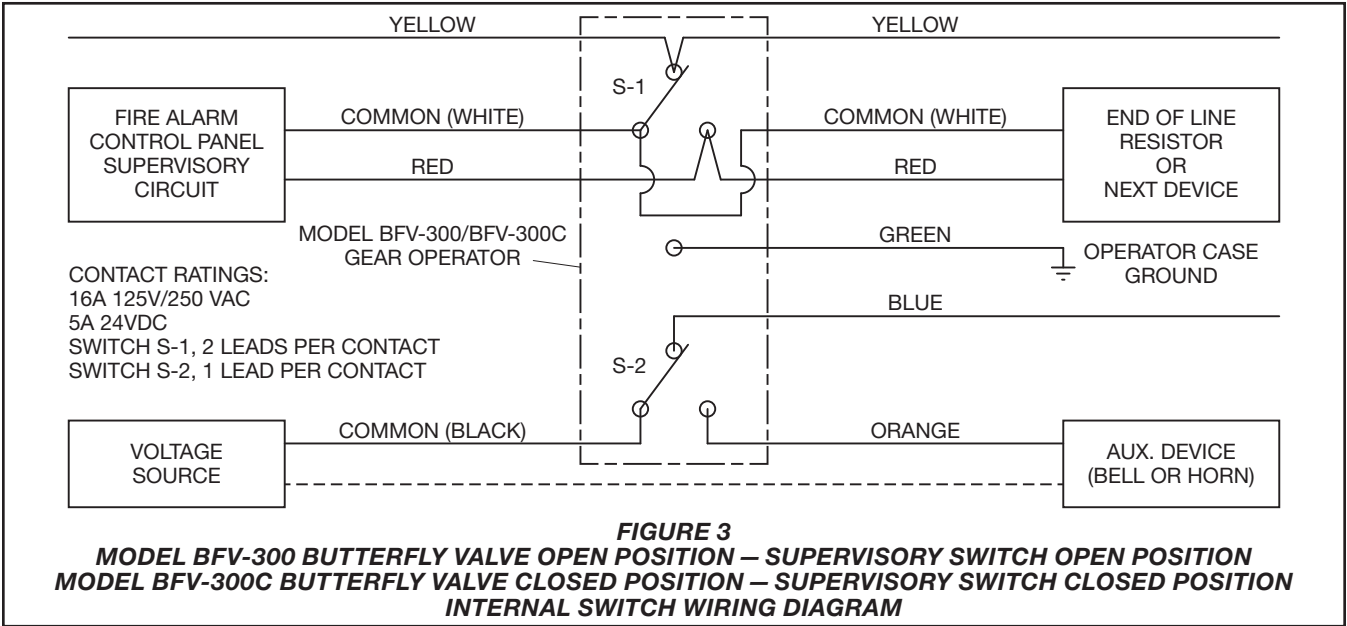 YELLOW
YELLOW
S-1
FIRE ALARM
CONTROL PANEL
SUPERVISORY
CIRCUIT
COMMON (WHITE)
COMMON (WHITE)
END OF LINE
RESISTOR
OR
NEXT DEVICE
RED
RED
MODEL BFV-300/BFV-300C
GEAR OPERATOR
GREEN
OPERATOR CASE
GROUND
CONTACT RATINGS:
16A 125V/250 VAC
5A 24VDC
SWITCH S-1, 2 LEADS PER CONTACT
SWITCH S-2, 1 LEAD PER CONTACT
BLUE
S-2
VOLTAGE
SOURCE
COMMON (BLACK)
ORANGE
AUX. DEVICE
(BELL OR HORN)
FIGURE 3
MODEL BFV-300 BUTTERFLY VALVE OPEN POSITION — SUPERVISORY SWITCH OPEN POSITION
MODEL BFV-300C BUTTERFLY VALVE CLOSED POSITION — SUPERVISORY SWITCH CLOSED POSITION
INTERNAL SWITCH WIRING DIAGRAM